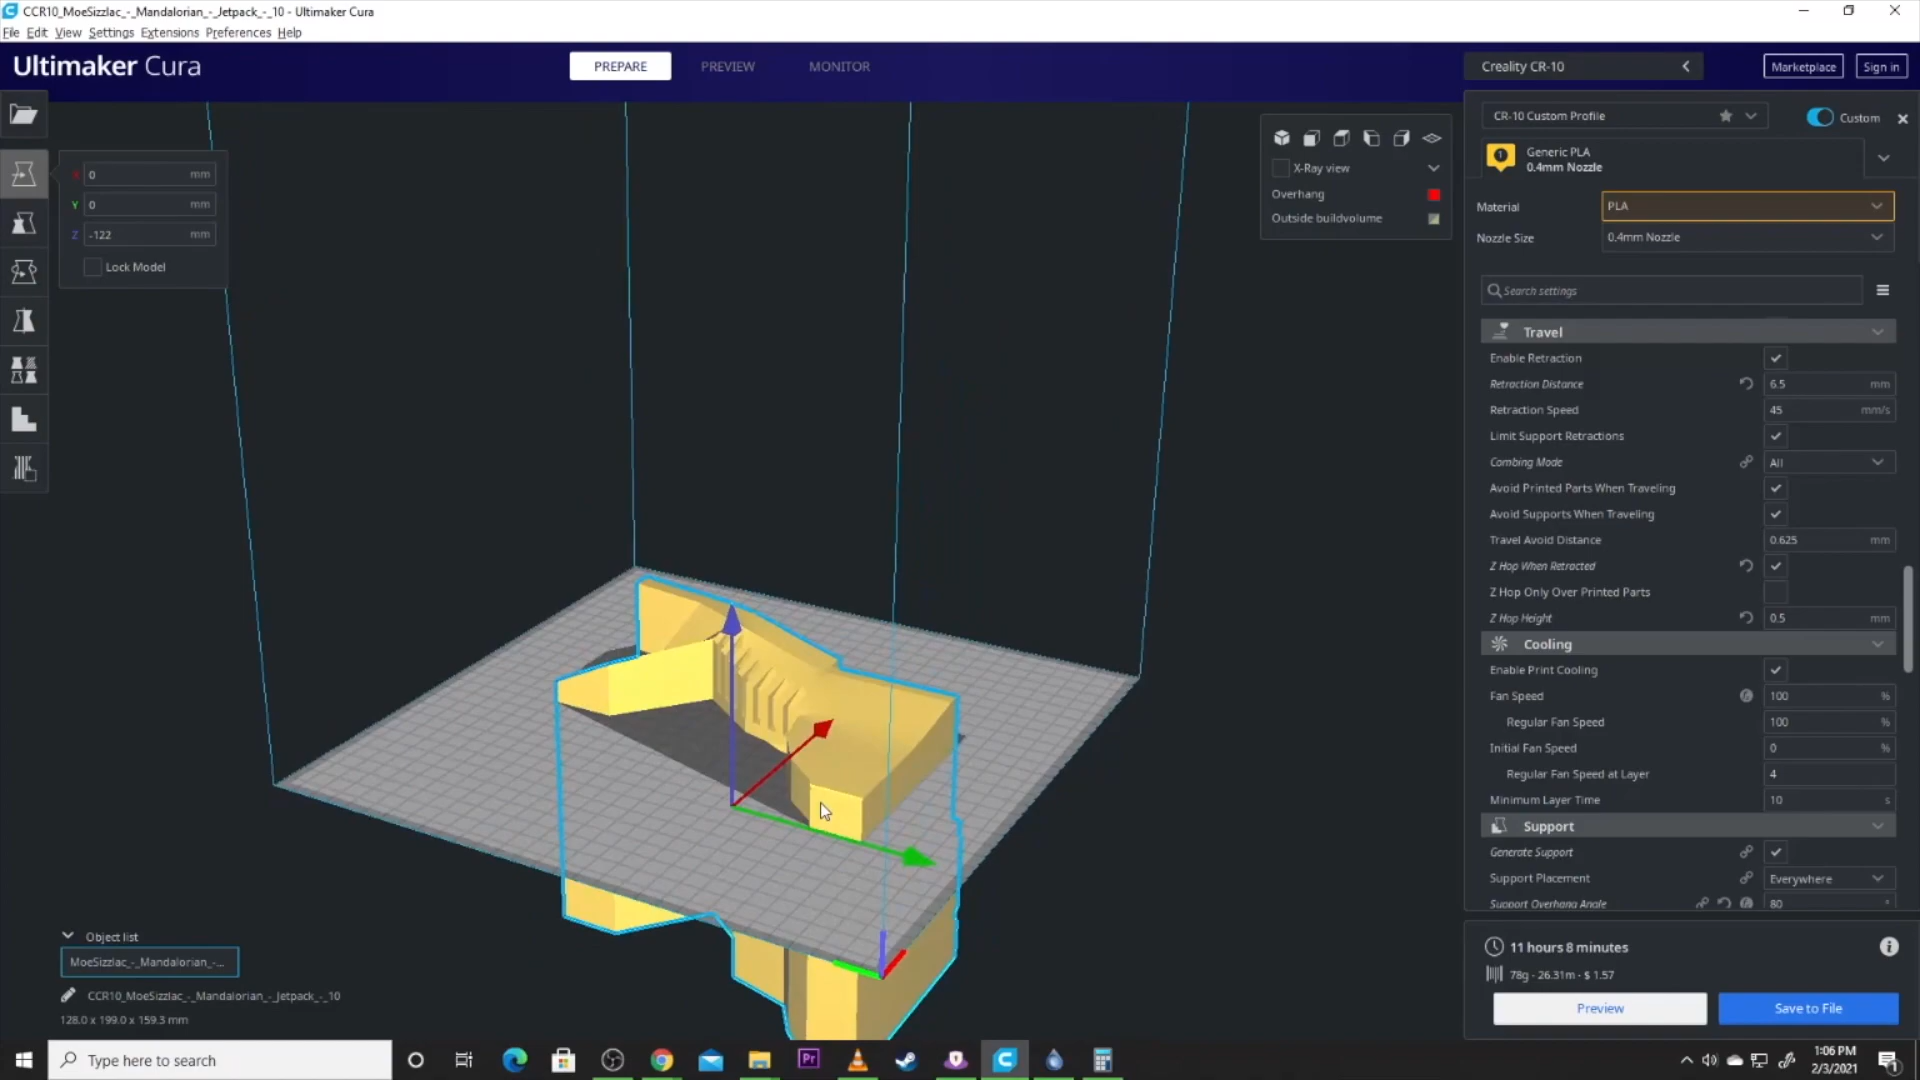 CCR10_MoeSizzlac_-_Mandalorian_-_Jetpack_-_10 - Ultimaker Cura
File Edit View Settings Extensions Preferences Help
Ultimaker Cura
PREPARE
PREVIEW
MONITOR
Creality CR-10
Marketplace
Sign in
X 0 mm
Y 0 mm
Z -122 mm
Lock Model
X-Ray view
Overhang
Outside buildvolume
CR-10 Custom Profile
Custom
1
Generic PLA
0.4mm Nozzle
Material PLA
Nozzle Size 0.4mm Nozzle
Search settings
Travel
Enable Retraction
Retraction Distance 6.5 mm
Retraction Speed 45 mm/s
Limit Support Retractions
Combing Mode All
Avoid Printed Parts When Traveling
Avoid Supports When Traveling
Travel Avoid Distance 0.625 mm
Z Hop When Retracted
Z Hop Only Over Printed Parts
Z Hop Height 0.5 mm
Cooling
Enable Print Cooling
Fan Speed 100 %
Regular Fan Speed 100 %
Initial Fan Speed 0 %
Regular Fan Speed at Layer 4
Minimum Layer Time 10 s
Support
Generate Support
Support Placement Everywhere
Support Overhang Angle 80 °
11 hours 8 minutes
78g - 26.31m - $ 1.57
Preview
Save to File
Object list
MoeSizzlac_-_Mandalorian_-...
CCR10_MoeSizzlac_-_Mandalorian_-_Jetpack_-_10
128.0 x 199.0 x 159.3 mm
Type here to search
Pr
1:06 PM
2/3/2021
1